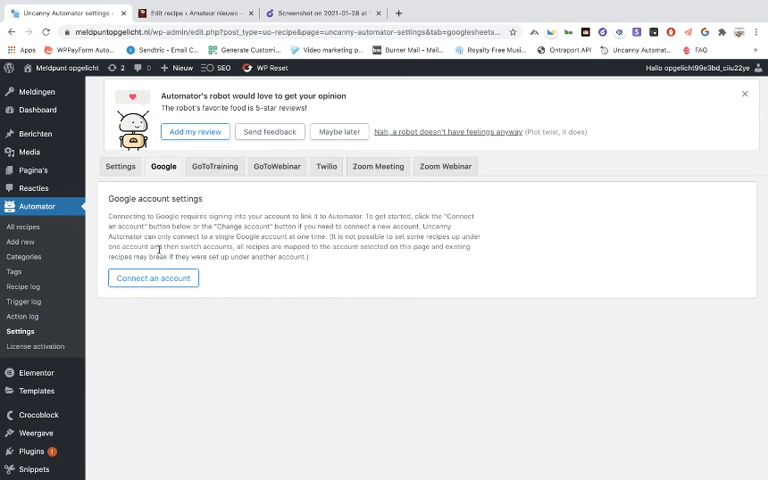 Uncanny Automator settings
Edit recipe ‹ Amateur nieuws –
Screenshot on 2021-01-28 at
meldpuntopgelicht.nl/wp-admin/edit.php?post_type=uo-recipe&page=uncanny-automator-settings&tab=googlesheets...
Apps
WPPayForm Auto...
Sendtric - Email C...
Generate Customi...
Video marketing p...
Burner Mail - Mail...
Royalty Free Musi...
Ontraport API
Uncanny Automat...
FAQ
Meldpunt opgelicht
2
0
+ Nieuw
SEO
WP Reset
Hallo opgelicht99e3bd_ciiu22ye
Meldingen
Dashboard
Berichten
Media
Pagina's
Reacties
Automator
All recipes
Add new
Categories
Tags
Recipe log
Trigger log
Action log
Settings
License activation
Elementor
Templates
Crocoblock
Weergave
Plugins 1
Snippets
Automator's robot would love to get your opinion
The robot's favorite food is 5-star reviews!
Add my review
Send feedback
Maybe later
Nah, a robot doesn't have feelings anyway (Plot twist, it does)
Settings
Google
GoToTraining
GoToWebinar
Twilio
Zoom Meeting
Zoom Webinar
Google account settings
Connecting to Google requires signing into your account to link it to Automator. To get started, click the "Connect
an account" button below or the "Change account" button if you need to connect a new account. Uncanny
Automator can only connect to a single Google account at one time. (It is not possible to set some recipes up under
one account and then switch accounts, all recipes are mapped to the account selected on this page and existing
recipes may break if they were set up under another account.)
Connect an account